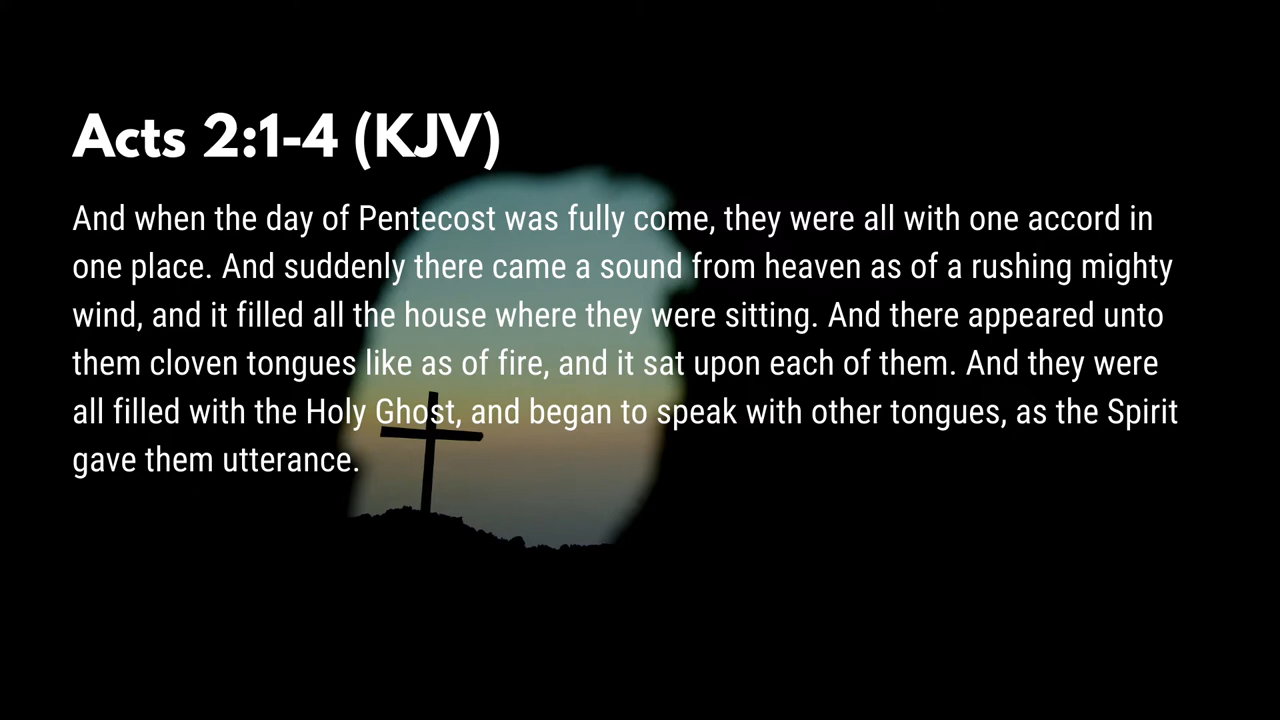 Acts 2:1-4 (KJV)
And when the day of Pentecost was fully come, they were all with one accord in
one place. And suddenly there came a sound from heaven as of a rushing mighty
wind, and it filled all the house where they were sitting. And there appeared unto
them cloven tongues like as of fire, and it sat upon each of them. And they were
all filled with the Holy Ghost, and began to speak with other tongues, as the Spirit
gave them utterance.